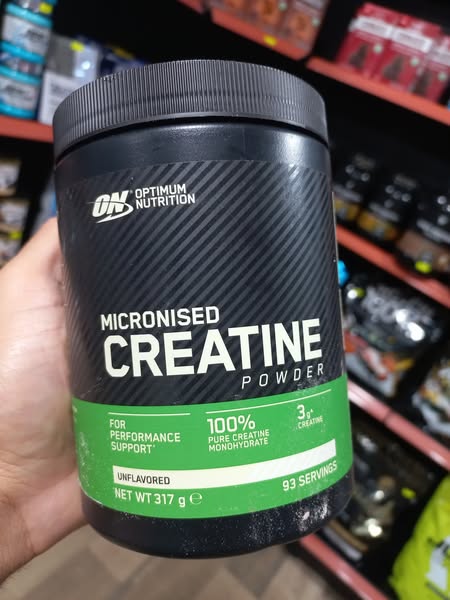 ON
OPTIMUM
NUTRITION
MICRONISED
CREATINE
POWDER
FOR
PERFORMANCE
SUPPORT*
100%
PURE CREATINE
MONOHYDRATE
3g*
CREATINE
UNFLAVORED
NET WT 317 g ℮
93 SERVINGS